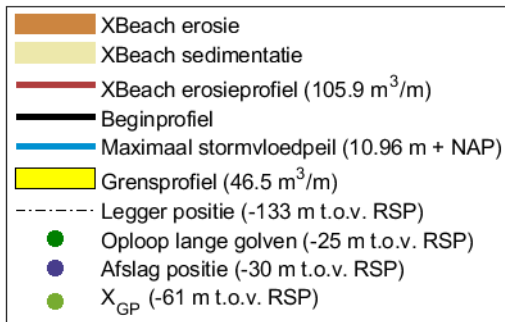 XBeach erosie
XBeach sedimentatie
XBeach erosieprofiel (105.9 m³/m)
Beginprofiel
Maximaal stormvloedpeil (10.96 m + NAP)
Grensprofiel (46.5 m³/m)
Legger positie (-133 m t.o.v. RSP)
Oploop lange golven (-25 m t.o.v. RSP)
Afslag positie (-30 m t.o.v. RSP)
X_GP (-61 m t.o.v. RSP)